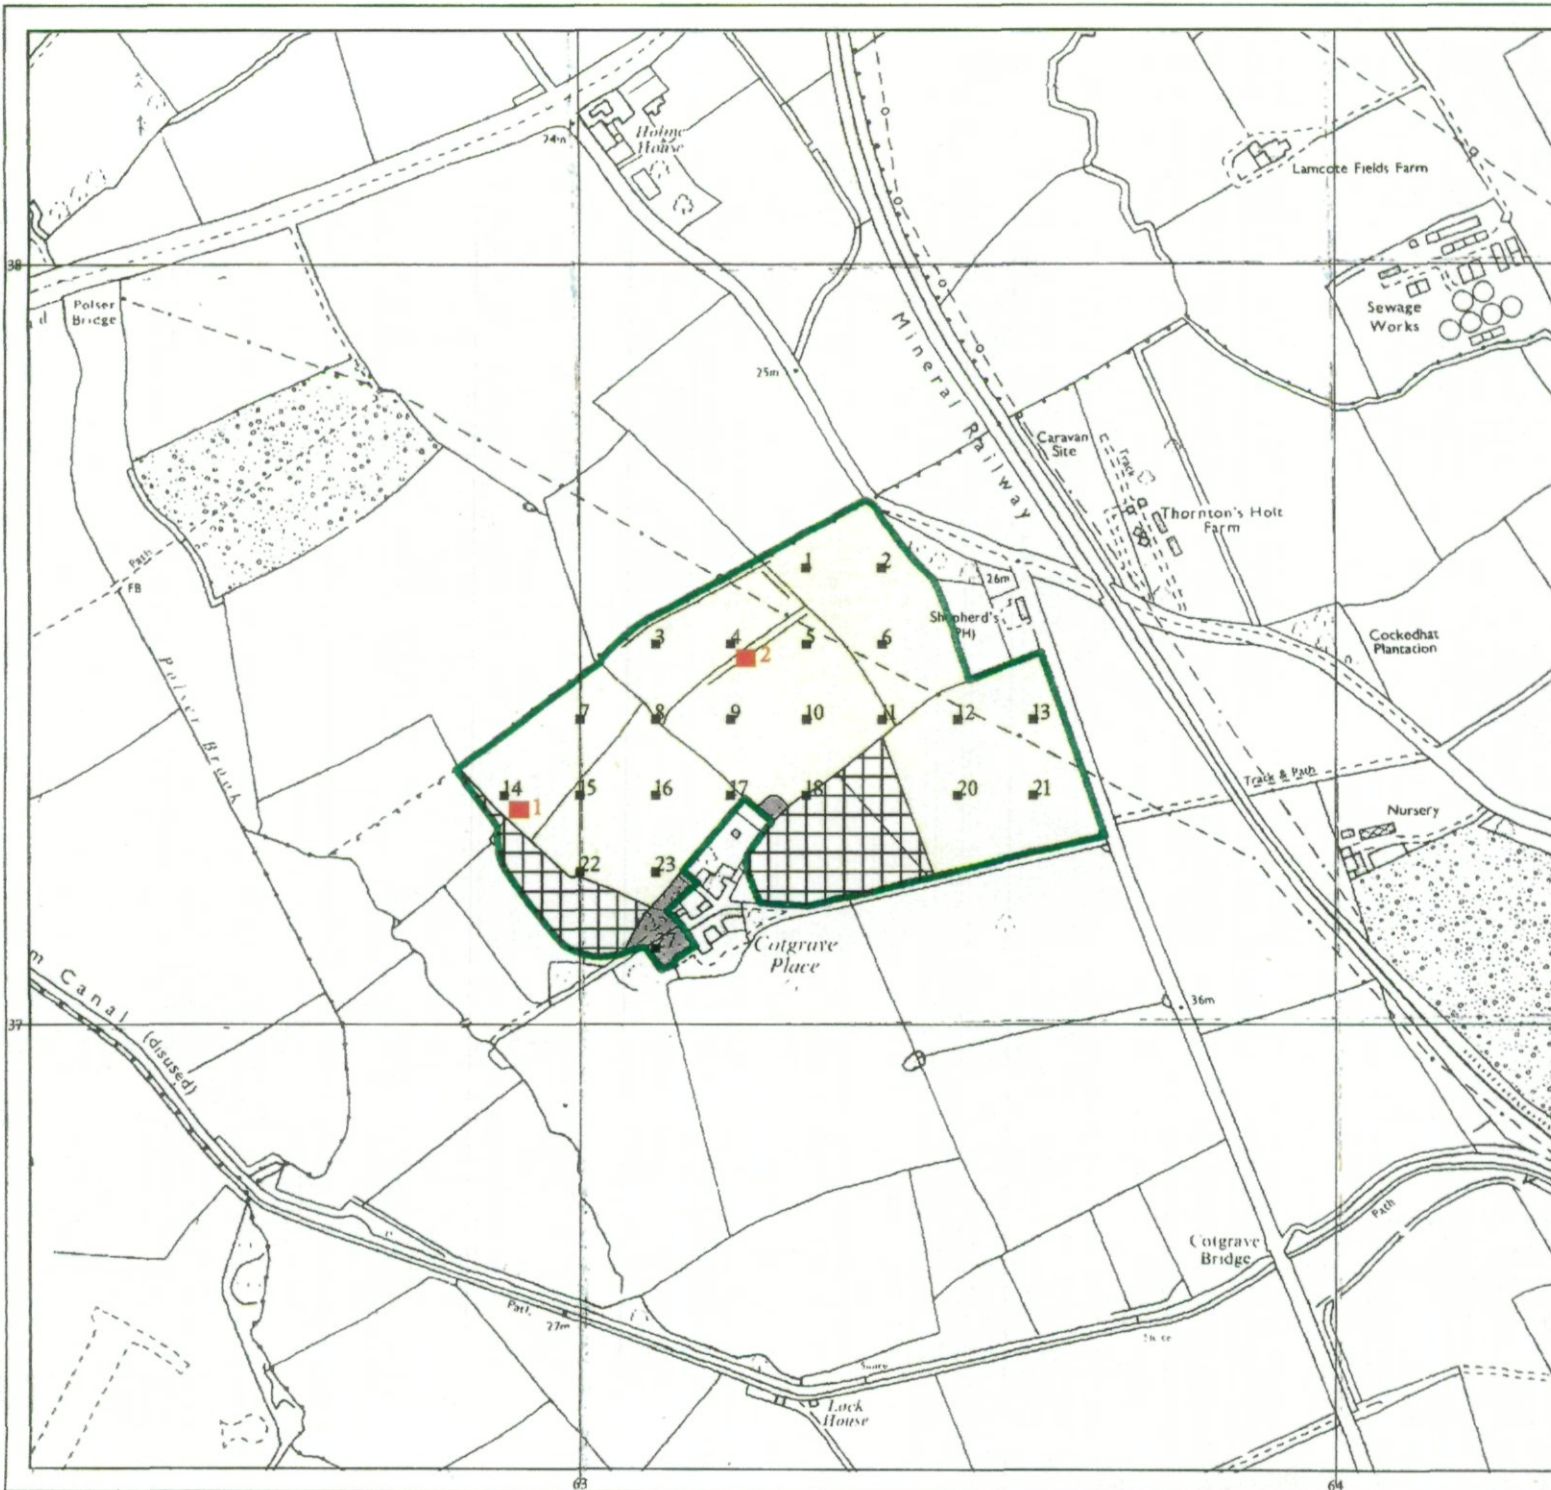 Holme
House
24m
Lamcote Fields Farm
38
Polser
Bridge
d
Sewage
Works
Mineral Railway
25m
Caravan
Site
Track
Thornton's Holt
Farm
Path
FB
1
2
26m
Shepherd's
(PH)
3
4
5
6
2
Cockedhat
Plantation
Polser Brook
7
8
9
10
11
12
13
Track & Path
14
1
15
16
17
18
20
21
Nursery
22
23
27
Cotgrave
Place
m Canal (disused)
36m
37
Path
Cotgrave
Bridge
Path
27m
Lock
House
63
64